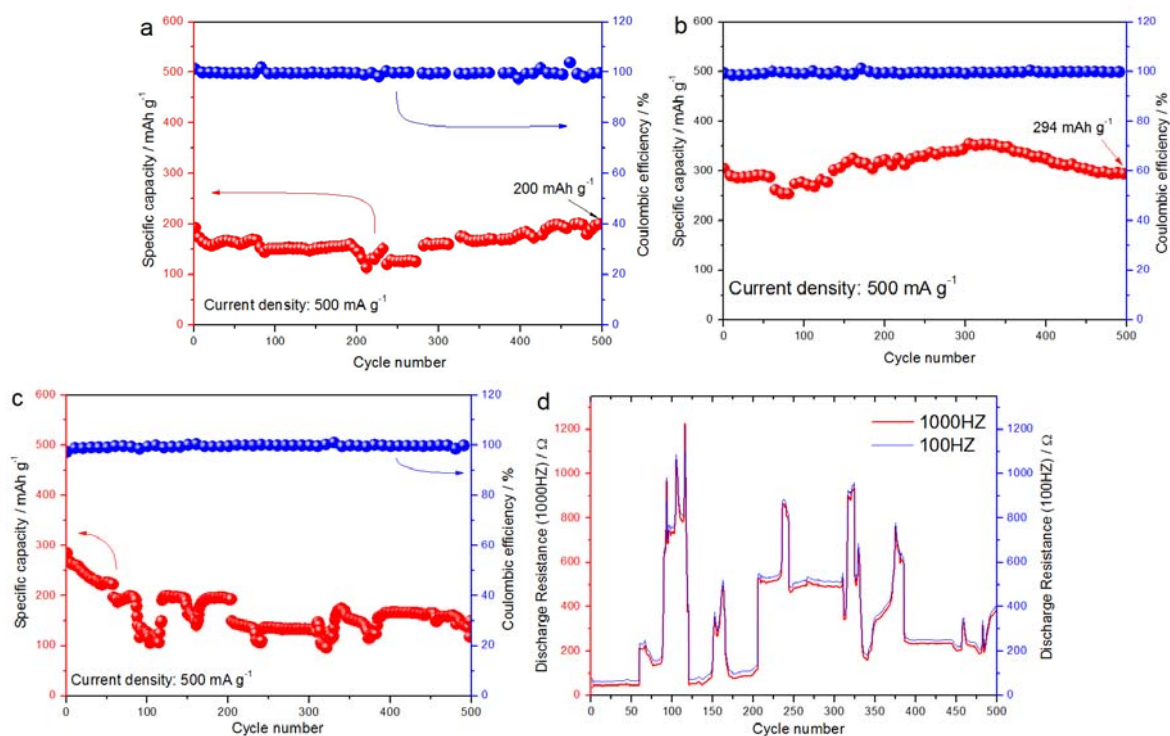 a
600
500
400
300
200
100
0
Specific capacity / mAh g⁻¹
120
100
80
60
40
20
0
Coulombic efficiency / %
200 mAh g⁻¹
Current density: 500 mA g⁻¹
0 100 200 300 400 500
Cycle number
b
600
500
400
300
200
100
0
Specific capacity / mAh g⁻¹
120
100
80
60
40
20
0
Coulombic efficiency / %
294 mAh g⁻¹
Current density: 500 mA g⁻¹
0 100 200 300 400 500
Cycle number
c
600
500
400
300
200
100
0
Specific capacity / mAh g⁻¹
120
100
80
60
40
20
0
Coulombic efficiency / %
Current density: 500 mA g⁻¹
0 100 200 300 400 500
Cycle number
d
1200
1000
800
600
400
200
0
Discharge Resistance (1000HZ) / Ω
1000HZ
100HZ
1200
1000
800
600
400
200
0
Discharge Resistance (100HZ) / Ω
0 50 100 150 200 250 300 350 400 450 500
Cycle number